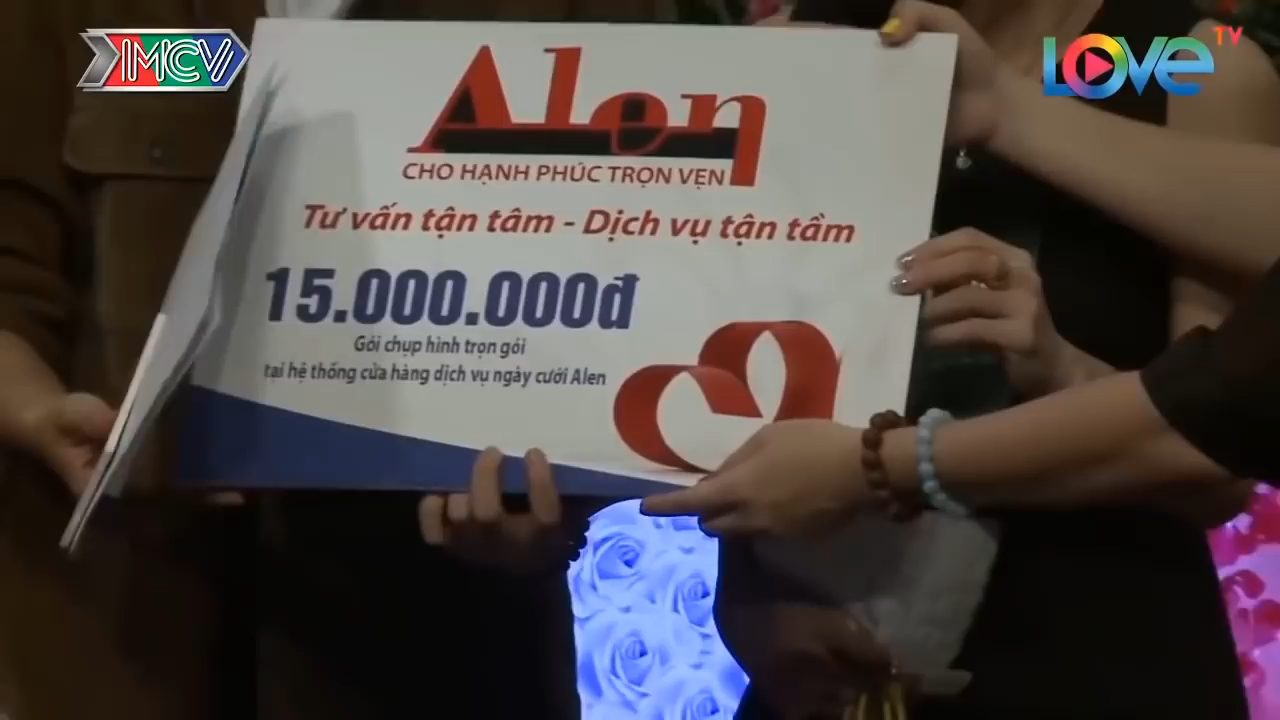 MCV
LOVE TV
Alen
CHO HẠNH PHÚC TRỌN VẸN
Tư vấn tận tâm - Dịch vụ tận tầm
15.000.000đ
Gói chụp hình trọn gói
tại hệ thống cửa hàng dịch vụ ngày cưới Alen